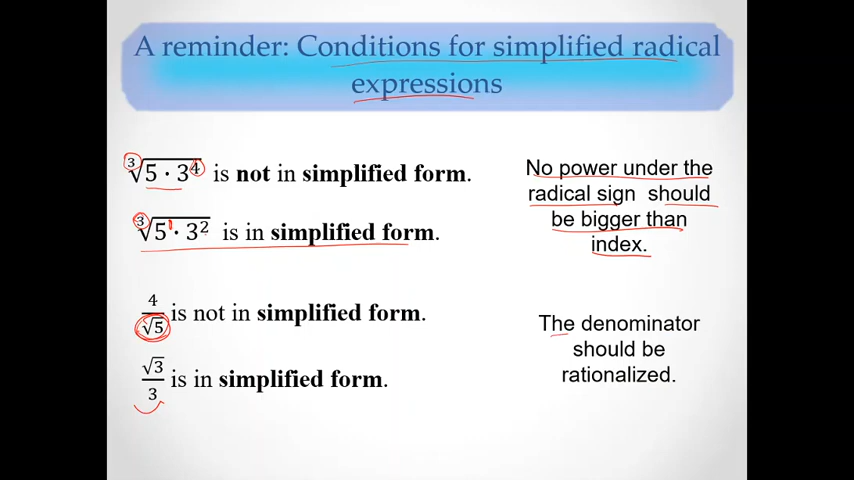 A reminder: Conditions for simplified radical
expressions
∛(5 · 3⁴) is not in simplified form.
∛(5¹ · 3²) is in simplified form.
4/√5 is not in simplified form.
√3/3 is in simplified form.
No power under the
radical sign should
be bigger than
index.
The denominator
should be
rationalized.